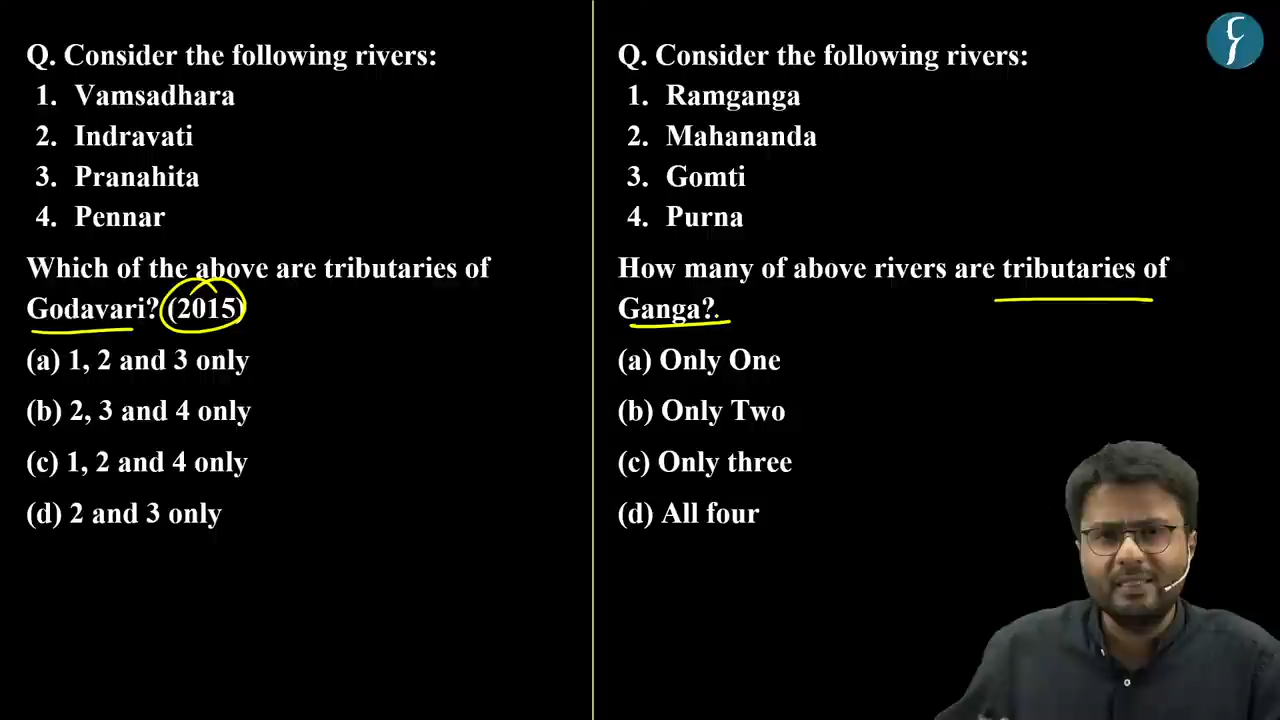 Q. Consider the following rivers:
1. Vamsadhara
2. Indravati
3. Pranahita
4. Pennar
Which of the above are tributaries of
Godavari? (2015)
(a) 1, 2 and 3 only
(b) 2, 3 and 4 only
(c) 1, 2 and 4 only
(d) 2 and 3 only
Q. Consider the following rivers:
1. Ramganga
2. Mahananda
3. Gomti
4. Purna
How many of above rivers are tributaries of
Ganga?.
(a) Only One
(b) Only Two
(c) Only three
(d) All four